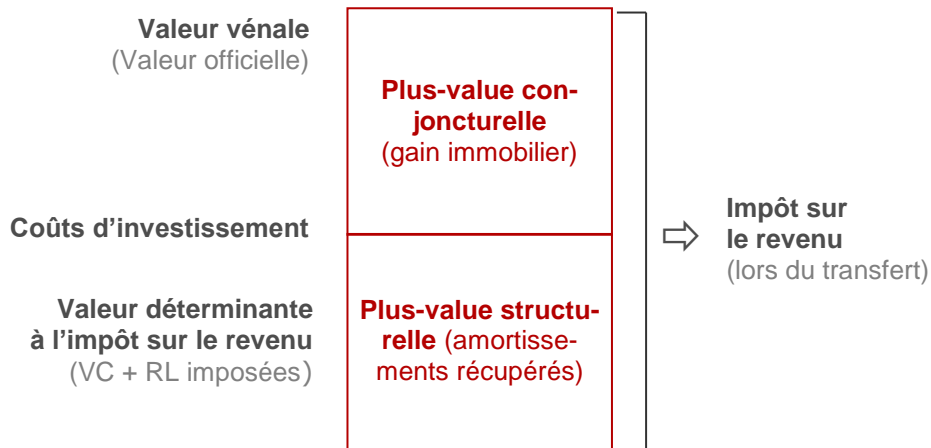 Valeur vénale
(Valeur officielle)
Plus-value con-
joncturelle
(gain immobilier)
Coûts d’investissement
Impôt sur
le revenu
(lors du transfert)
Valeur déterminante
à l’impôt sur le revenu
(VC + RL imposées)
Plus-value structu-
relle (amortisse-
ments récupérés)